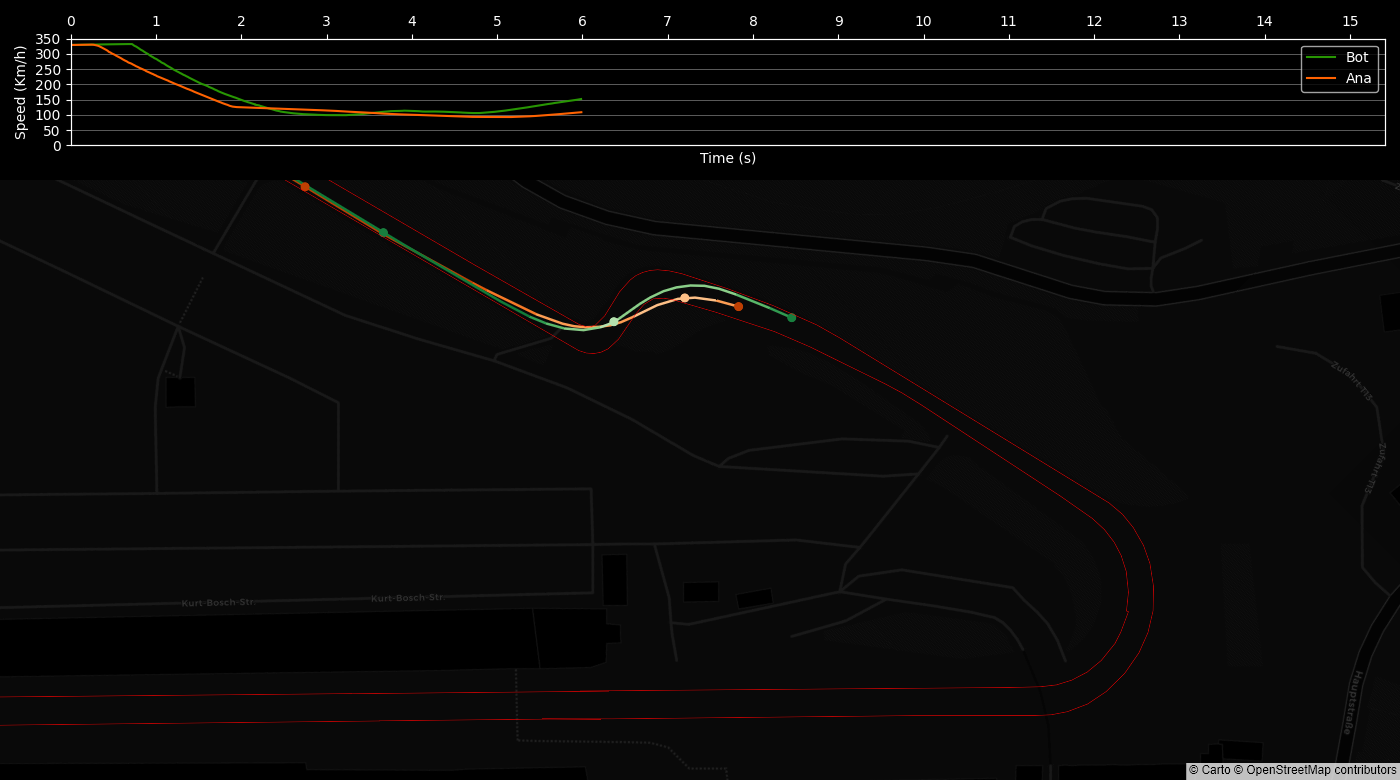 0 1 2 3 4 5 6 7 8 9 10 11 12 13 14 15
350
300
250
200
150
100
50
0
Speed (Km/h)
Bot
Ana
Time (s)
Zufahrt T15
Zufahrt T15
Kurt-Bosch-Str.
Kurt-Bosch-Str.
Hauptstraße
© Carto © OpenStreetMap contributors